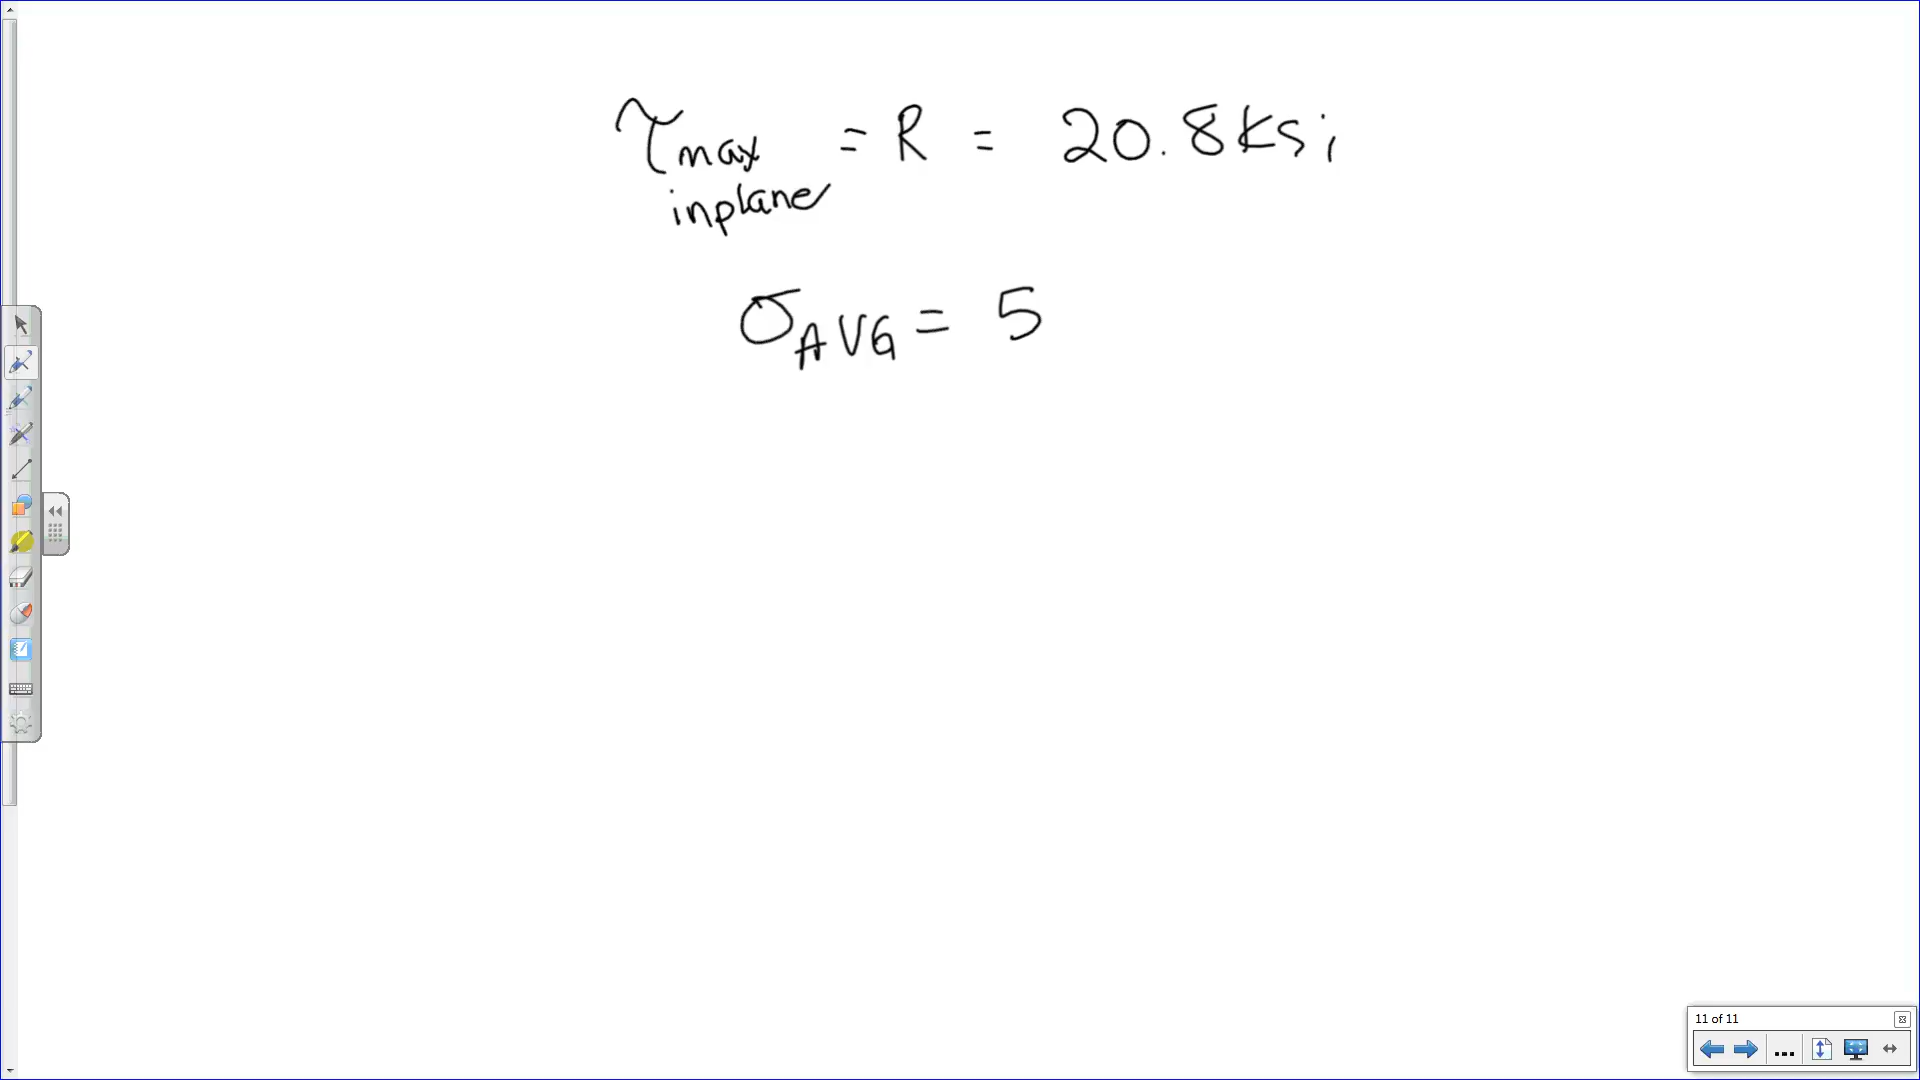 τmax = R = 20.8ksi
inplane
σAVG = 5
11 of 11